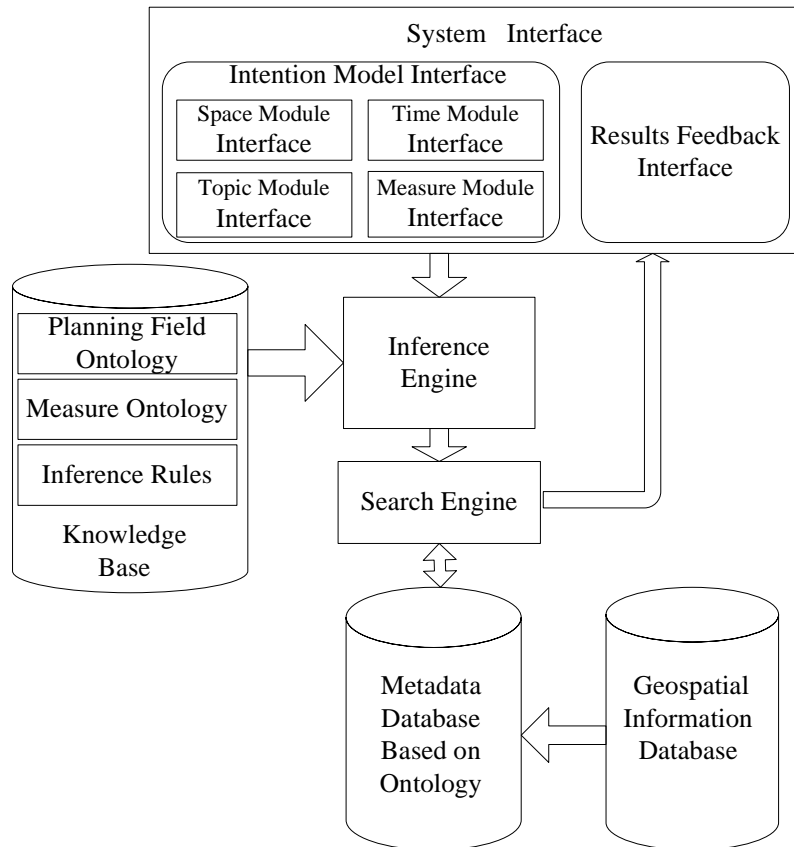 System Interface
Intention Model Interface
Space Module
Interface
Time Module
Interface
Topic Module
Interface
Measure Module
Interface
Results Feedback
Interface
Planning Field
Ontology
Measure Ontology
Inference Rules
Knowledge
Base
Inference
Engine
Search Engine
Metadata
Database
Based on
Ontology
Geospatial
Information
Database